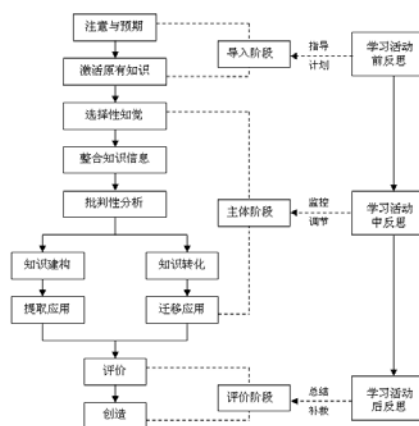 注意与预期
激活原有知识
导入阶段
指导
计划
学习活动
前反思
选择性知觉
整合知识信息
批判性分析
主体阶段
监控
调节
学习活动
中反思
知识建构
知识转化
提取应用
迁移应用
评价
创造
评价阶段
总结
补救
学习活动
后反思